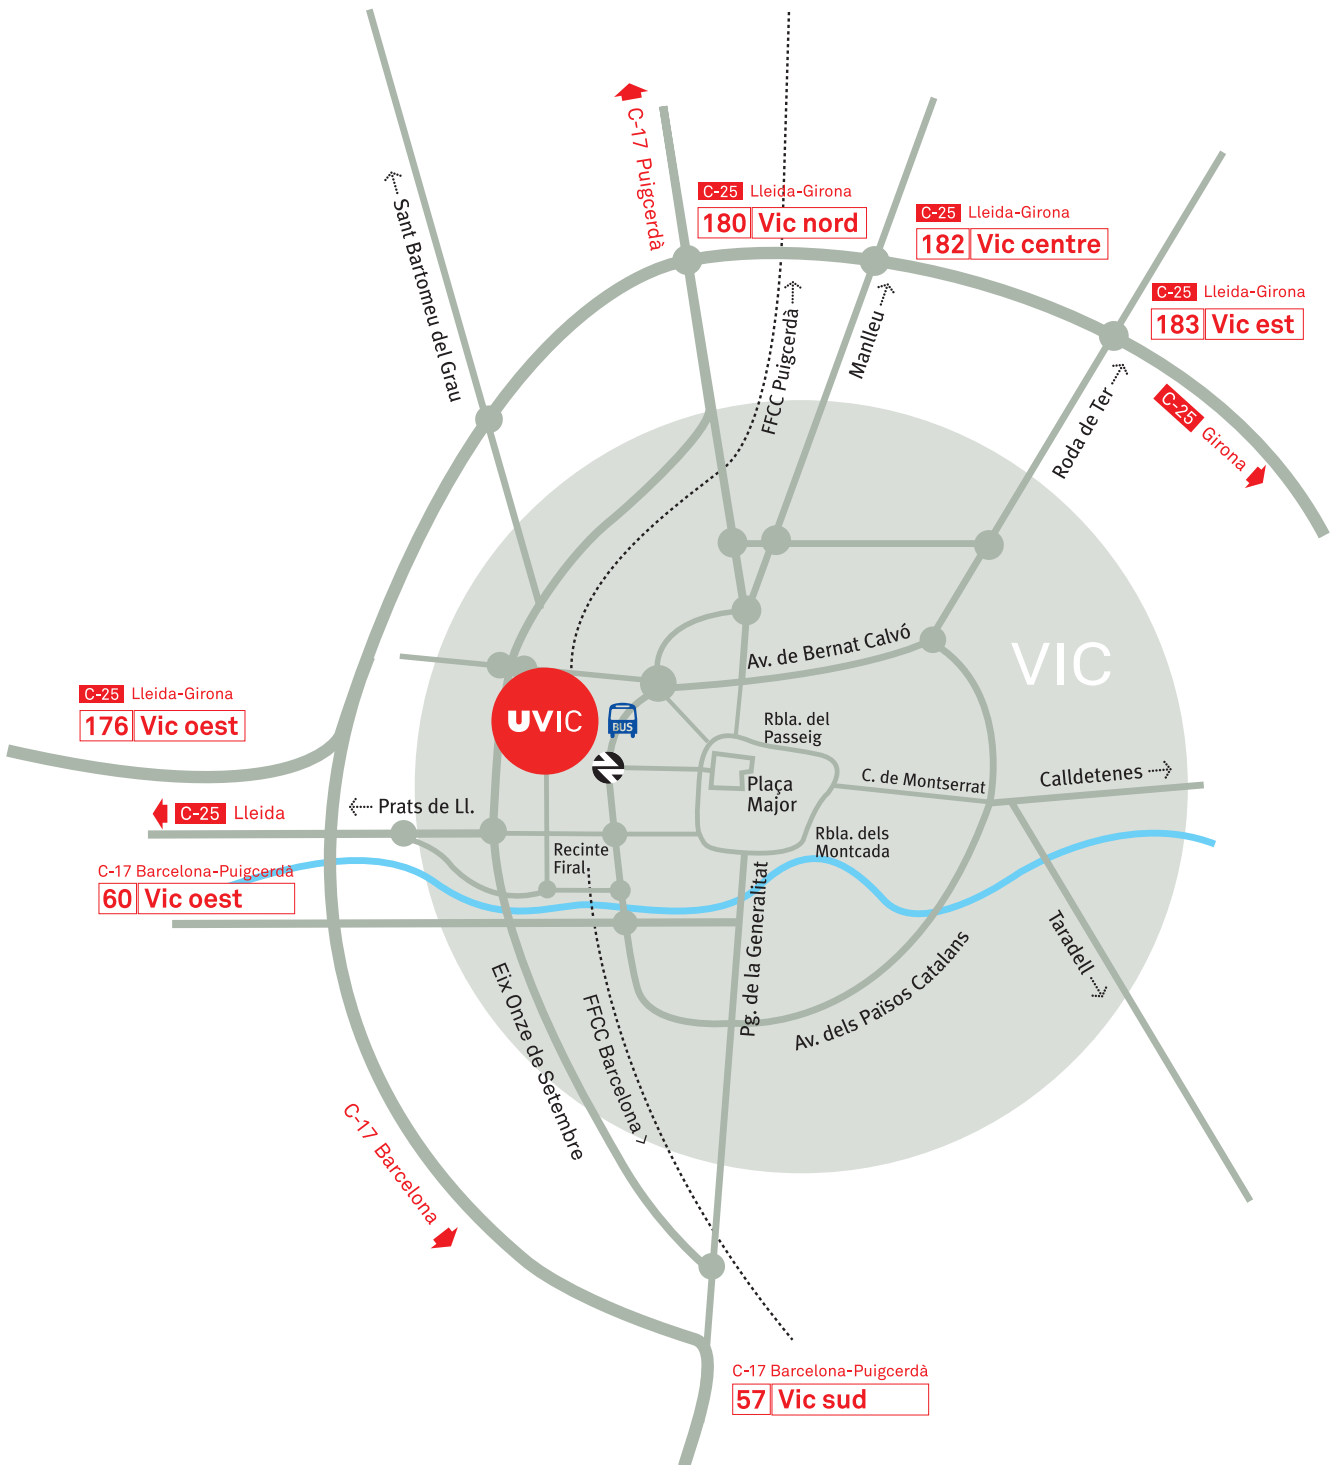 C-17 Puigcerdà
C-25 Lleida-Girona
180 Vic nord
C-25 Lleida-Girona
182 Vic centre
C-25 Lleida-Girona
183 Vic est
Sant Bartomeu del Grau
FFCC Puigcerdà
Manlleu
Roda de Ter
C-25 Girona
VIC
Av. de Bernat Calvó
C-25 Lleida-Girona
176 Vic oest
UVIC
BUS
Rbla. del
Passeig
Plaça
Major
C. de Montserrat
Calldetenes
C-25 Lleida
Prats de Ll.
Recinte
Firal
Rbla. dels
Montcada
C-17 Barcelona-Puigcerdà
60 Vic oest
Pg. de la Generalitat
Taradell
Av. dels Països Catalans
Eix Onze de Setembre
FFCC Barcelona
C-17 Barcelona
C-17 Barcelona-Puigcerdà
57 Vic sud